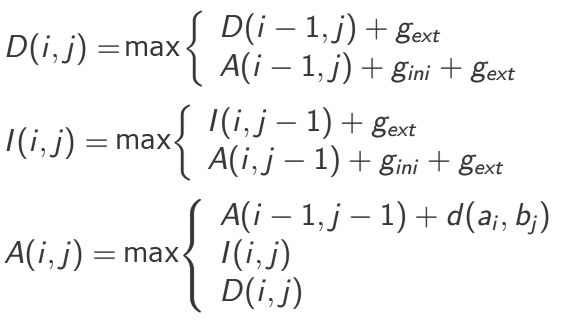 D(i − 1, j) + g_ext
D(i, j) = max {
A(i − 1, j) + g_ini + g_ext
I(i, j − 1) + g_ext
I(i, j) = max {
A(i, j − 1) + g_ini + g_ext
A(i − 1, j − 1) + d(a_i, b_j)
A(i, j) = max { I(i, j)
D(i, j)